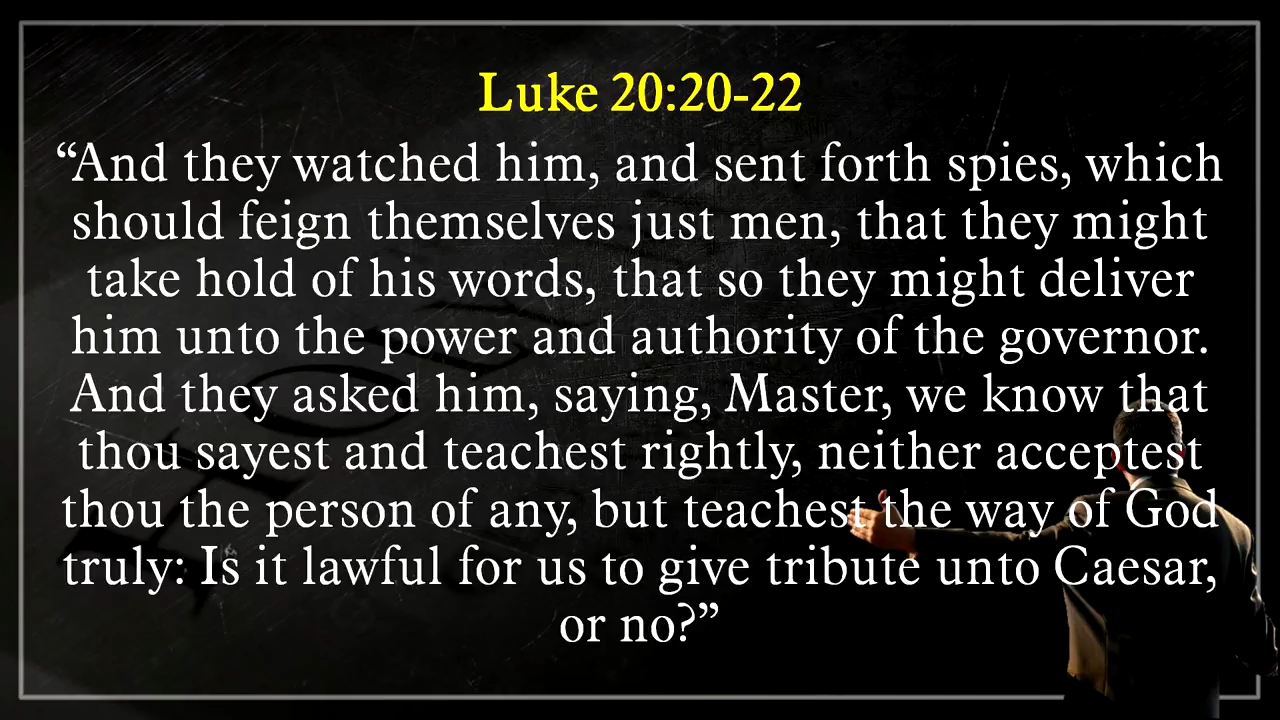 Luke 20:20-22
“And they watched him, and sent forth spies, which
should feign themselves just men, that they might
take hold of his words, that so they might deliver
him unto the power and authority of the governor.
And they asked him, saying, Master, we know that
thou sayest and teachest rightly, neither acceptest
thou the person of any, but teachest the way of God
truly: Is it lawful for us to give tribute unto Caesar,
or no?”